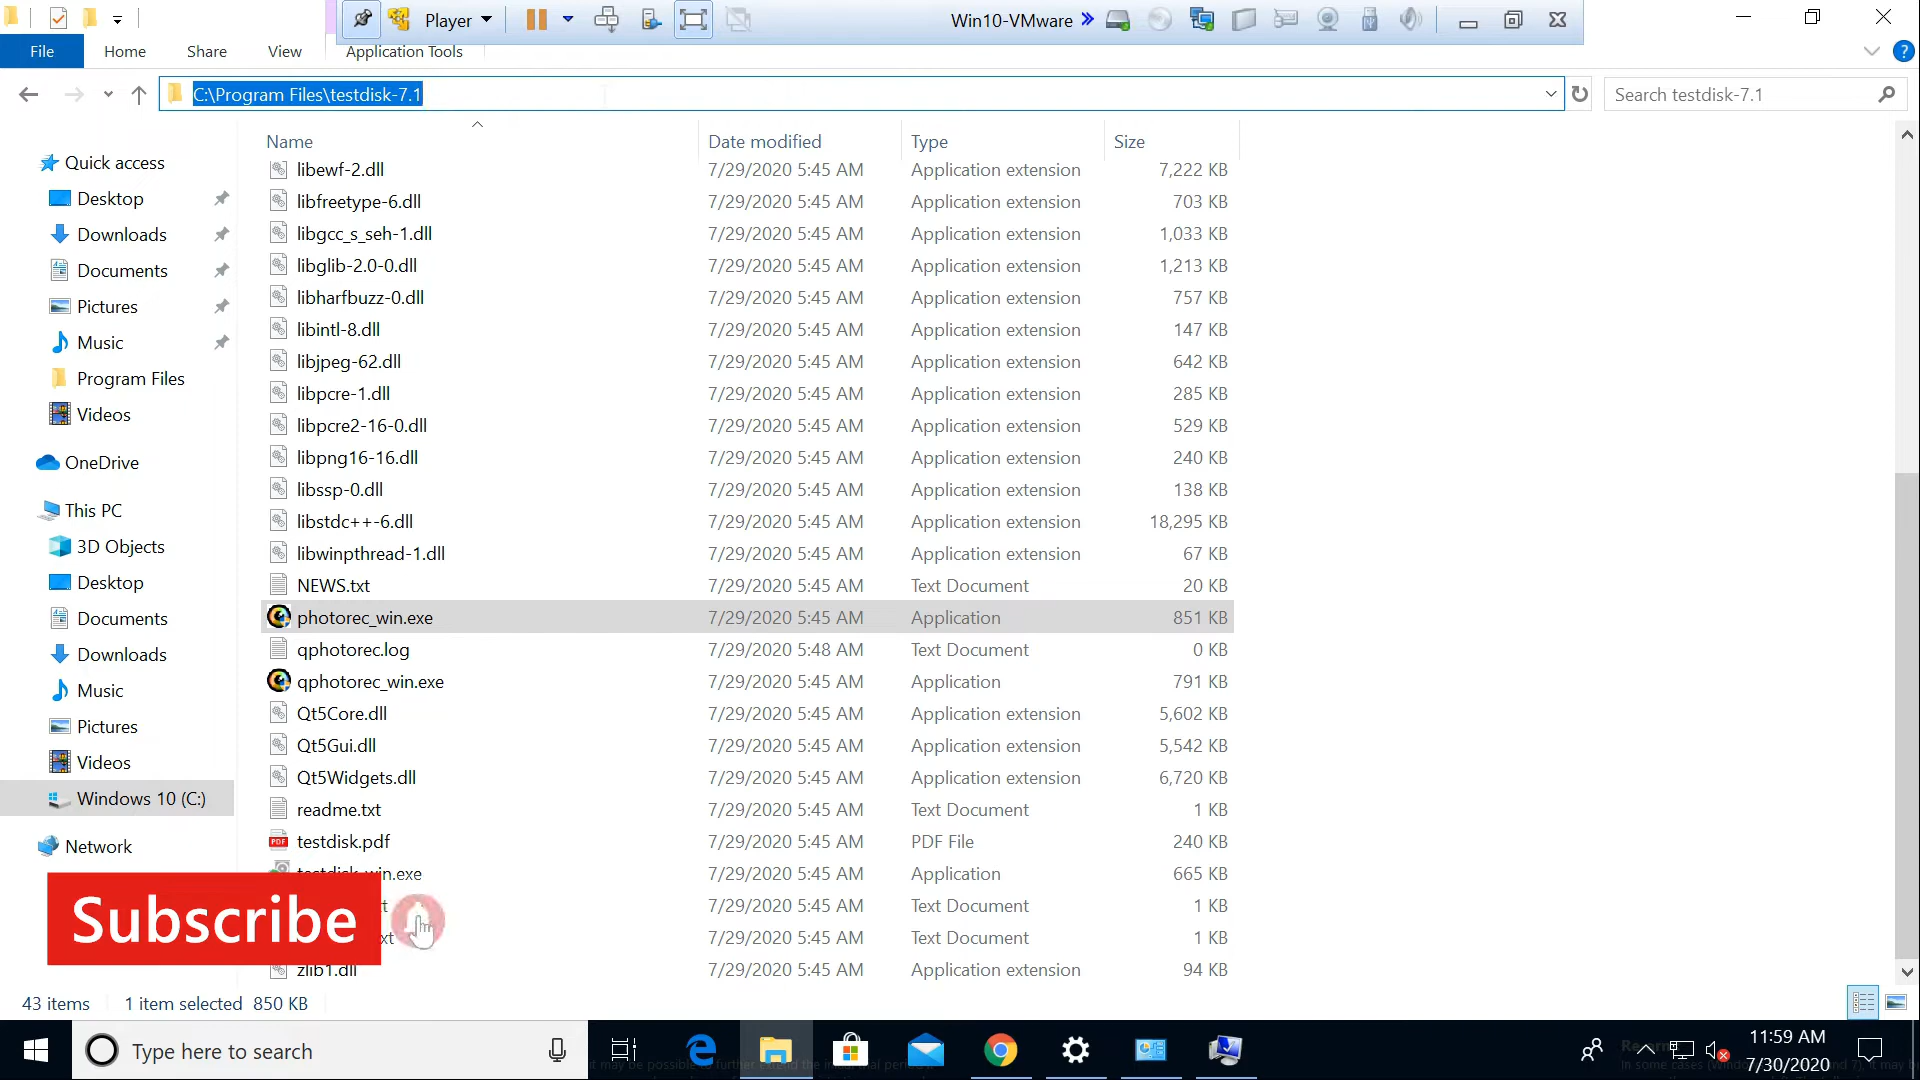 Player
Win10-VMware
File
Home
Share
View
Application Tools
C:\Program Files\testdisk-7.1
Search testdisk-7.1
Name
Date modified
Type
Size
Quick access
Desktop
Downloads
Documents
Pictures
Music
Program Files
Videos
OneDrive
This PC
3D Objects
Desktop
Documents
Downloads
Music
Pictures
Videos
Windows 10 (C:)
Network
libewf-2.dll 7/29/2020 5:45 AM Application extension 7,222 KB
libfreetype-6.dll 7/29/2020 5:45 AM Application extension 703 KB
libgcc_s_seh-1.dll 7/29/2020 5:45 AM Application extension 1,033 KB
libglib-2.0-0.dll 7/29/2020 5:45 AM Application extension 1,213 KB
libharfbuzz-0.dll 7/29/2020 5:45 AM Application extension 757 KB
libintl-8.dll 7/29/2020 5:45 AM Application extension 147 KB
libjpeg-62.dll 7/29/2020 5:45 AM Application extension 642 KB
libpcre-1.dll 7/29/2020 5:45 AM Application extension 285 KB
libpcre2-16-0.dll 7/29/2020 5:45 AM Application extension 529 KB
libpng16-16.dll 7/29/2020 5:45 AM Application extension 240 KB
libssp-0.dll 7/29/2020 5:45 AM Application extension 138 KB
libstdc++-6.dll 7/29/2020 5:45 AM Application extension 18,295 KB
libwinpthread-1.dll 7/29/2020 5:45 AM Application extension 67 KB
NEWS.txt 7/29/2020 5:45 AM Text Document 20 KB
photorec_win.exe 7/29/2020 5:45 AM Application 851 KB
qphotorec.log 7/29/2020 5:48 AM Text Document 0 KB
qphotorec_win.exe 7/29/2020 5:45 AM Application 791 KB
Qt5Core.dll 7/29/2020 5:45 AM Application extension 5,602 KB
Qt5Gui.dll 7/29/2020 5:45 AM Application extension 5,542 KB
Qt5Widgets.dll 7/29/2020 5:45 AM Application extension 6,720 KB
readme.txt 7/29/2020 5:45 AM Text Document 1 KB
testdisk.pdf 7/29/2020 5:45 AM PDF File 240 KB
testdisk_win.exe 7/29/2020 5:45 AM Application 665 KB
7/29/2020 5:45 AM Text Document 1 KB
7/29/2020 5:45 AM Text Document 1 KB
zlib1.dll 7/29/2020 5:45 AM Application extension 94 KB
Subscribe
43 items
1 item selected 850 KB
Type here to search
11:59 AM
7/30/2020